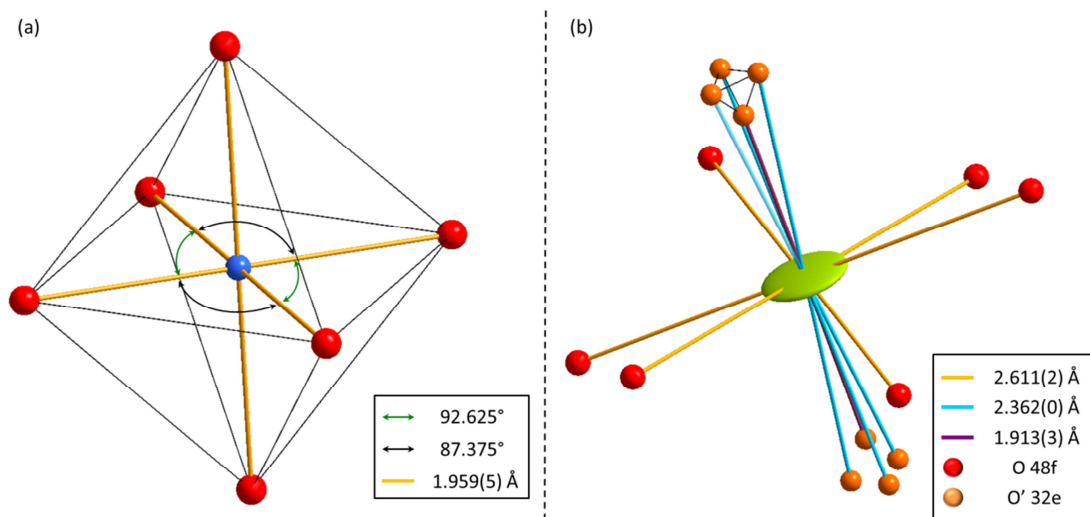 (a)
92.625°
87.375°
1.959(5) Å
(b)
2.611(2) Å
2.362(0) Å
1.913(3) Å
O 48f
O' 32e